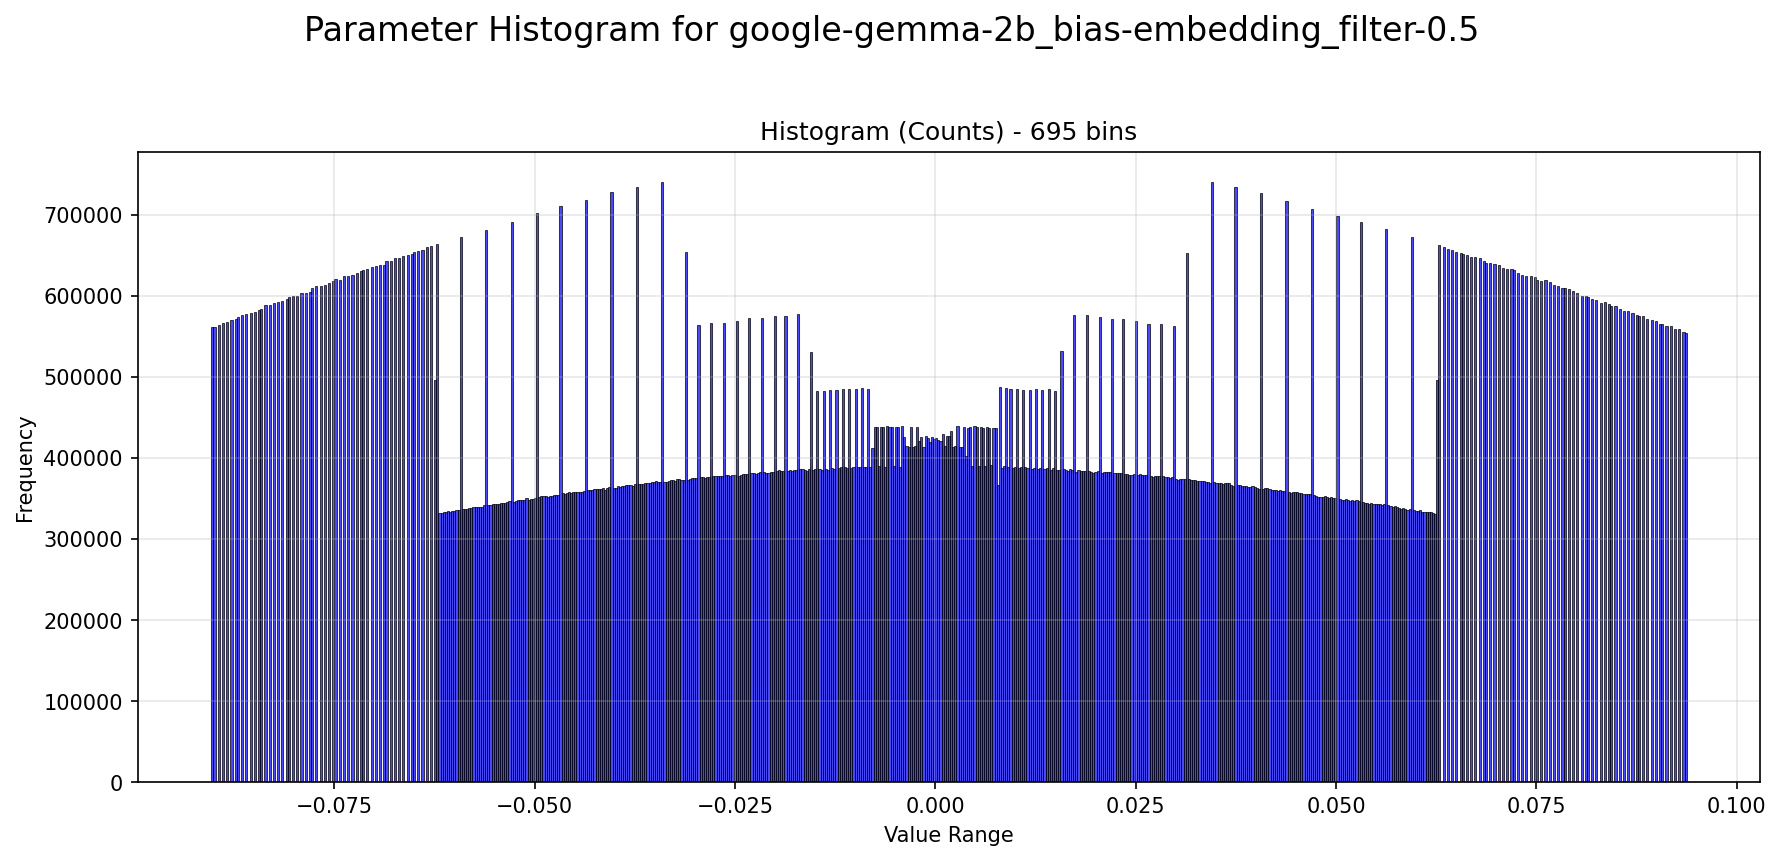 Parameter Histogram for google-gemma-2b_bias-embedding_filter-0.5
Histogram (Counts) - 695 bins
Frequency
700000
600000
500000
400000
300000
200000
100000
0
−0.075 −0.050 −0.025 0.000 0.025 0.050 0.075 0.100
Value Range